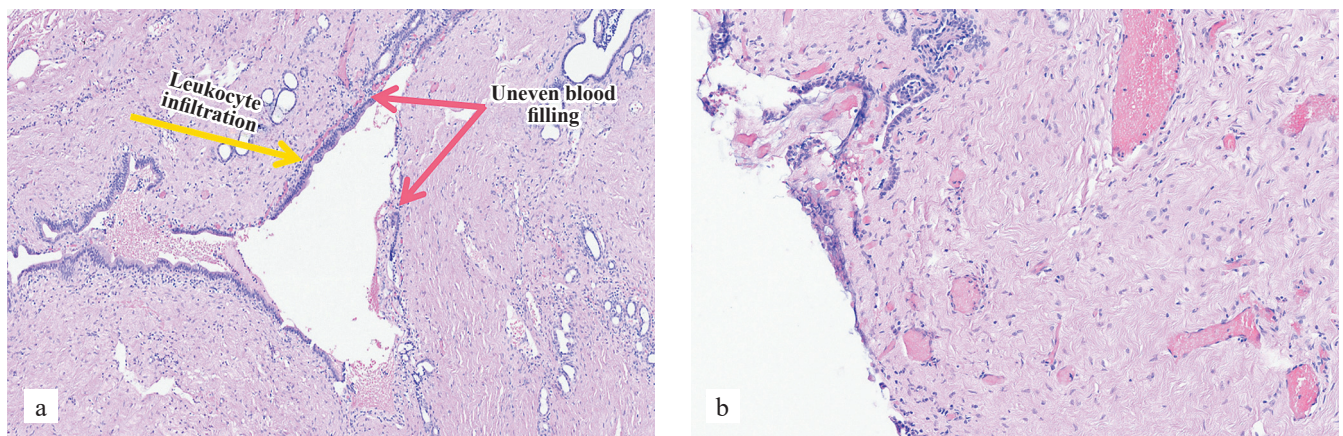 Leukocyte
infiltration
Uneven blood
filling
a
b